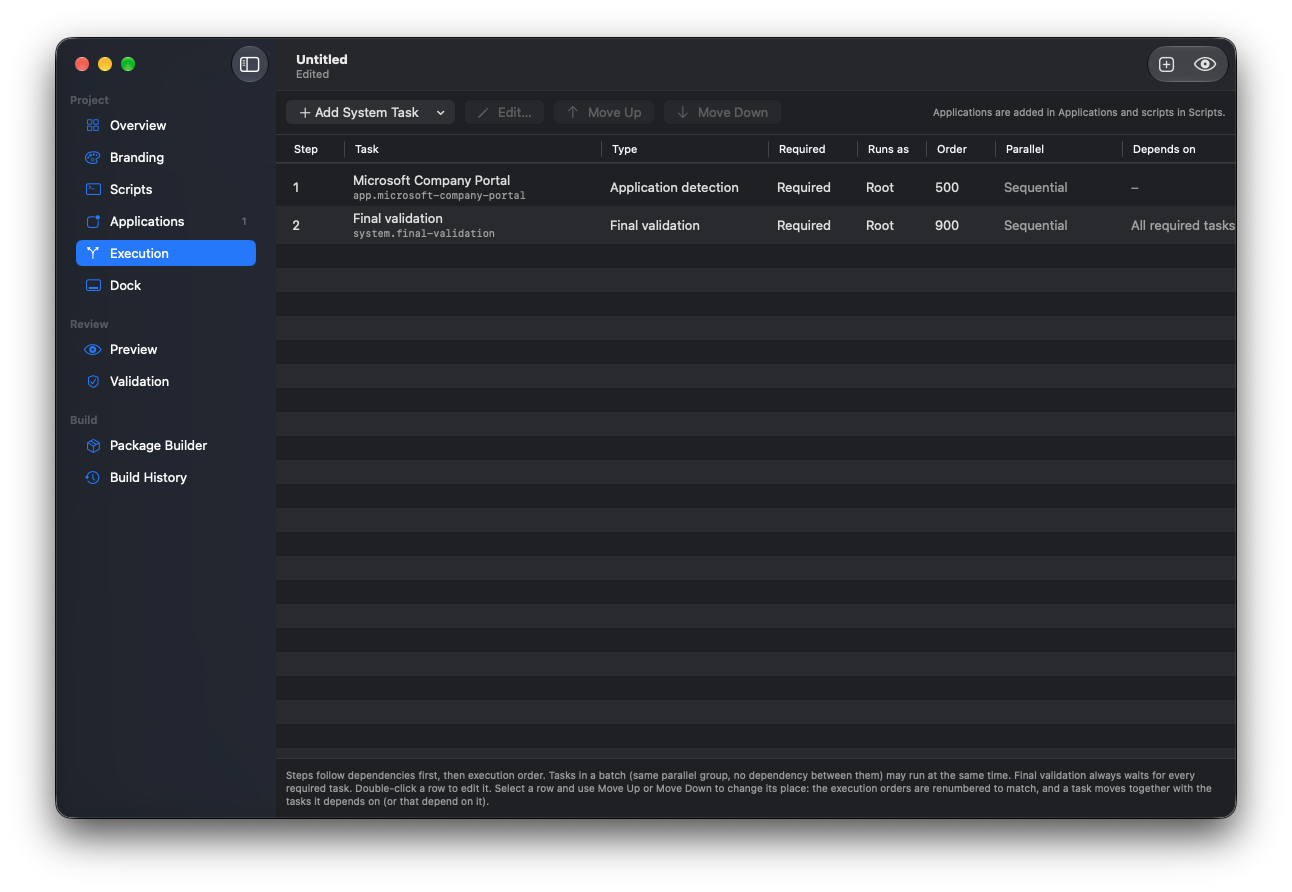 Untitled
Edited
Project
Overview
Branding
Scripts
Applications 1
Execution
Dock
Review
Preview
Validation
Build
Package Builder
Build History
+ Add System Task
Edit...
Move Up
Move Down
Applications are added in Applications and scripts in Scripts.
Step Task Type Required Runs as Order Parallel Depends on
1 Microsoft Company Portal Application detection Required Root 500 Sequential –
app.microsoft-company-portal
2 Final validation Final validation Required Root 900 Sequential All required tasks
system.final-validation
Steps follow dependencies first, then execution order. Tasks in a batch (same parallel group, no dependency between them) may run at the same time. Final validation always waits for every
required task. Double-click a row to edit it. Select a row and use Move Up or Move Down to change its place: the execution orders are renumbered to match, and a task moves together with the
tasks it depends on (or that depend on it).